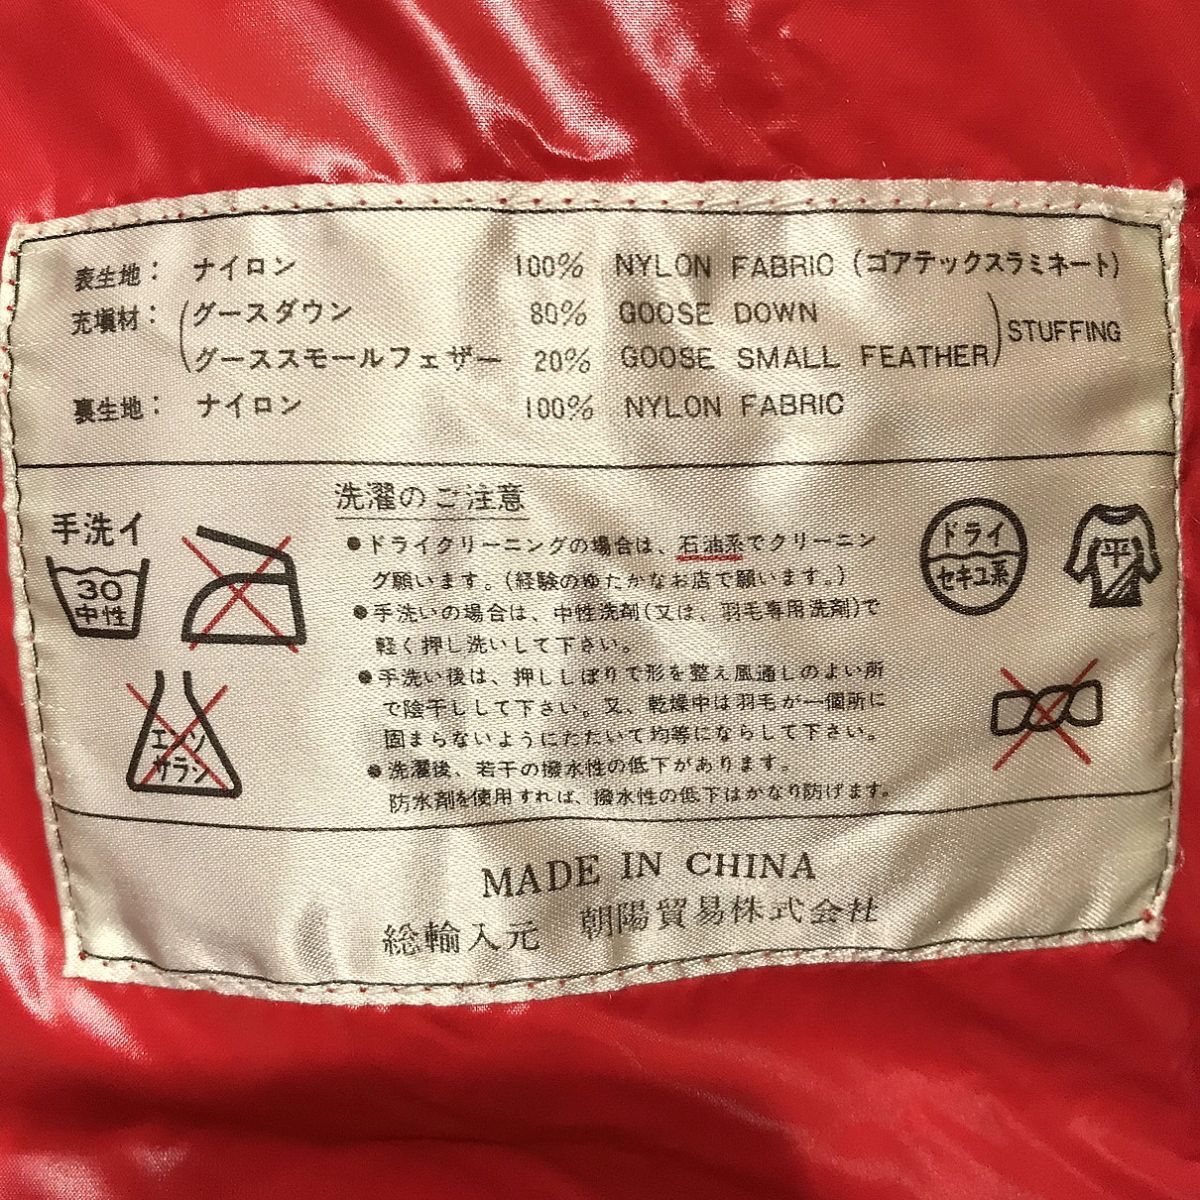 表生地： ナイロン 100% NYLON FABRIC（ゴアテックスラミネート）
充塡材： (グースダウン 80% GOOSE DOWN
グーススモールフェザー 20% GOOSE SMALL FEATHER) STUFFING
裏生地： ナイロン 100% NYLON FABRIC
手洗イ
30
中性
エンソ
サラシ
洗濯のご注意
●ドライクリーニングの場合は、石油系でクリーニン
グ願います。（経験のゆたかなお店で願います。）
●手洗いの場合は、中性洗剤（又は、羽毛専用洗剤）で
軽く押し洗いして下さい。
●手洗い後は、押ししぼりで形を整え風通しのよい所
で陰干しして下さい。又、乾燥中は羽毛が一個所に
固まらないようにたたいて均等にならして下さい。
●洗濯後、若干の撥水性の低下があります。
防水剤を使用すれば、撥水性の低下はかなり防げます。
ドライ
セキユ系
平
MADE IN CHINA
総輸入元 朝陽貿易株式会社